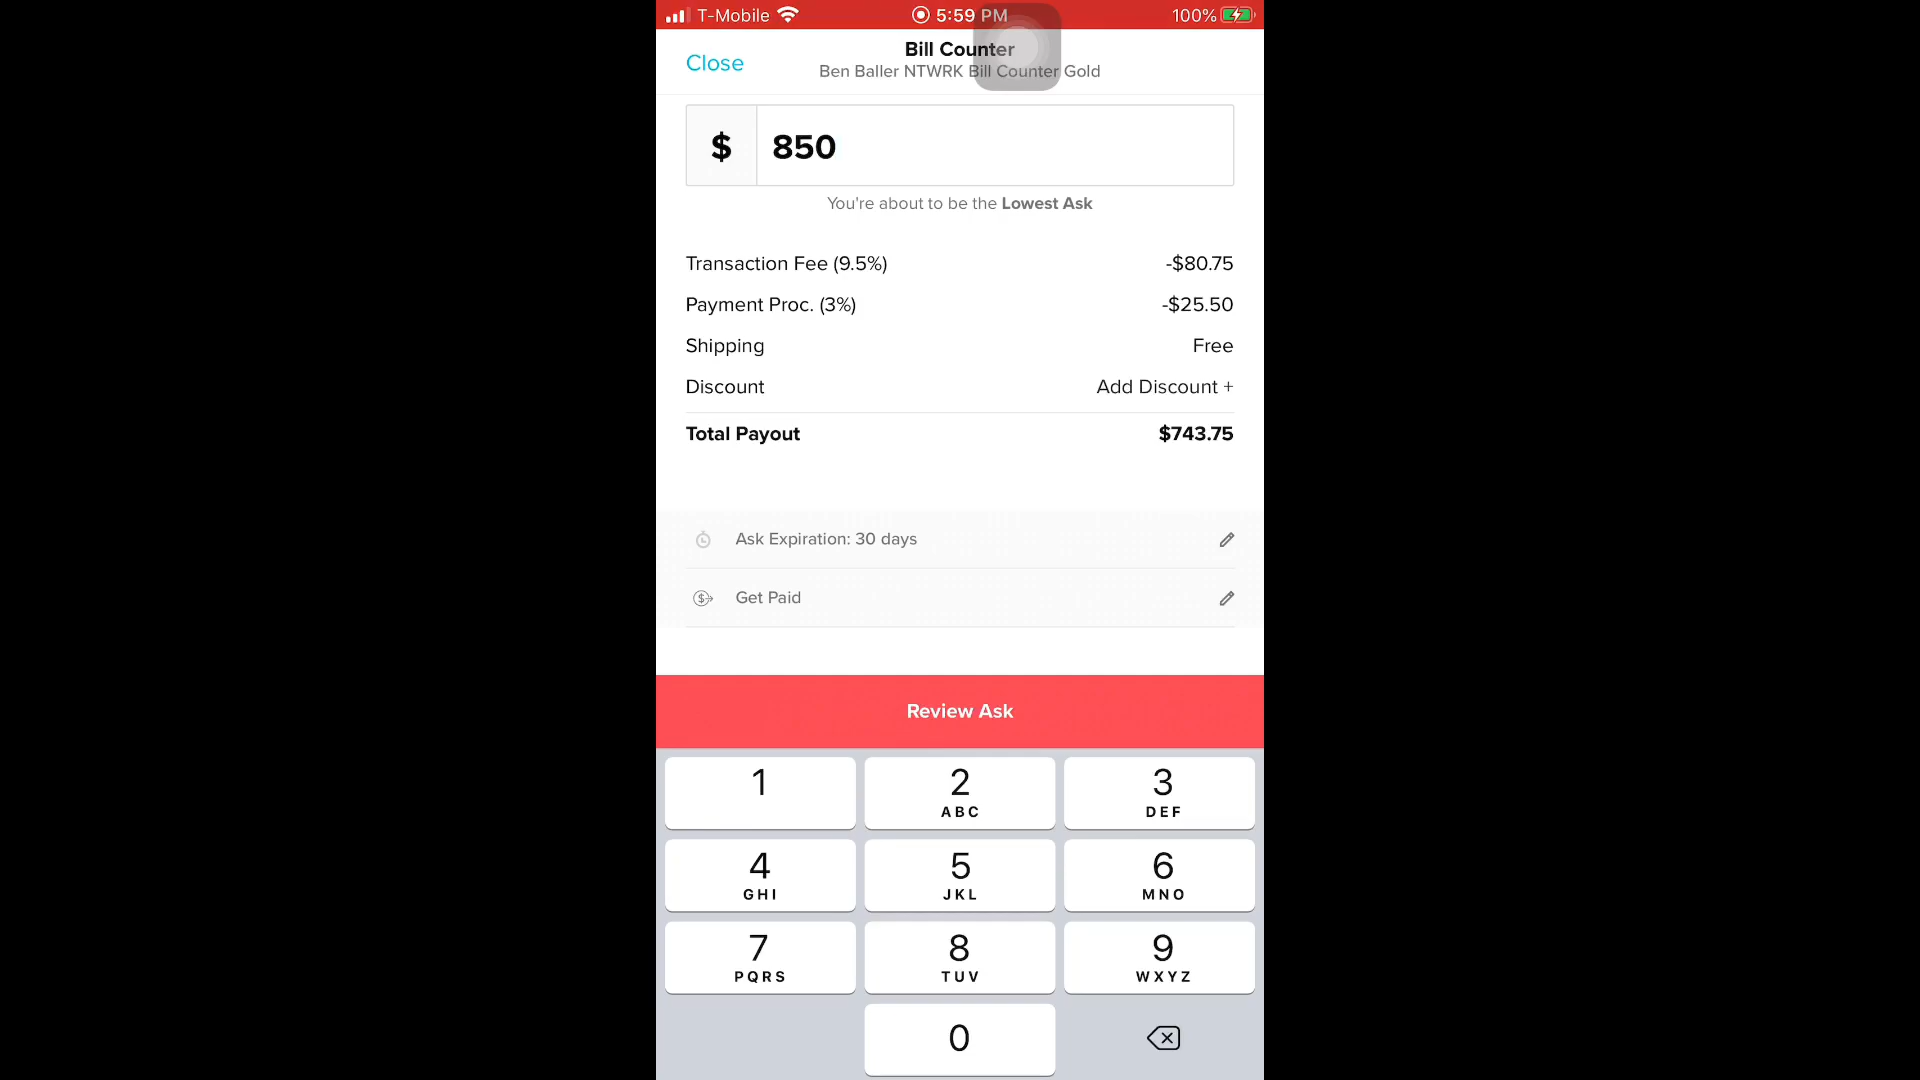 T-Mobile 5:59 PM 100%
Close
Bill Counter
Ben Baller NTWRK Bill Counter Gold
$ 850
You're about to be the Lowest Ask
Transaction Fee (9.5%) -$80.75
Payment Proc. (3%) -$25.50
Shipping Free
Discount Add Discount +
Total Payout $743.75
Ask Expiration: 30 days
Get Paid
Review Ask
1 2 3
ABC DEF
4 5 6
GHI JKL MNO
7 8 9
PQRS TUV WXYZ
0